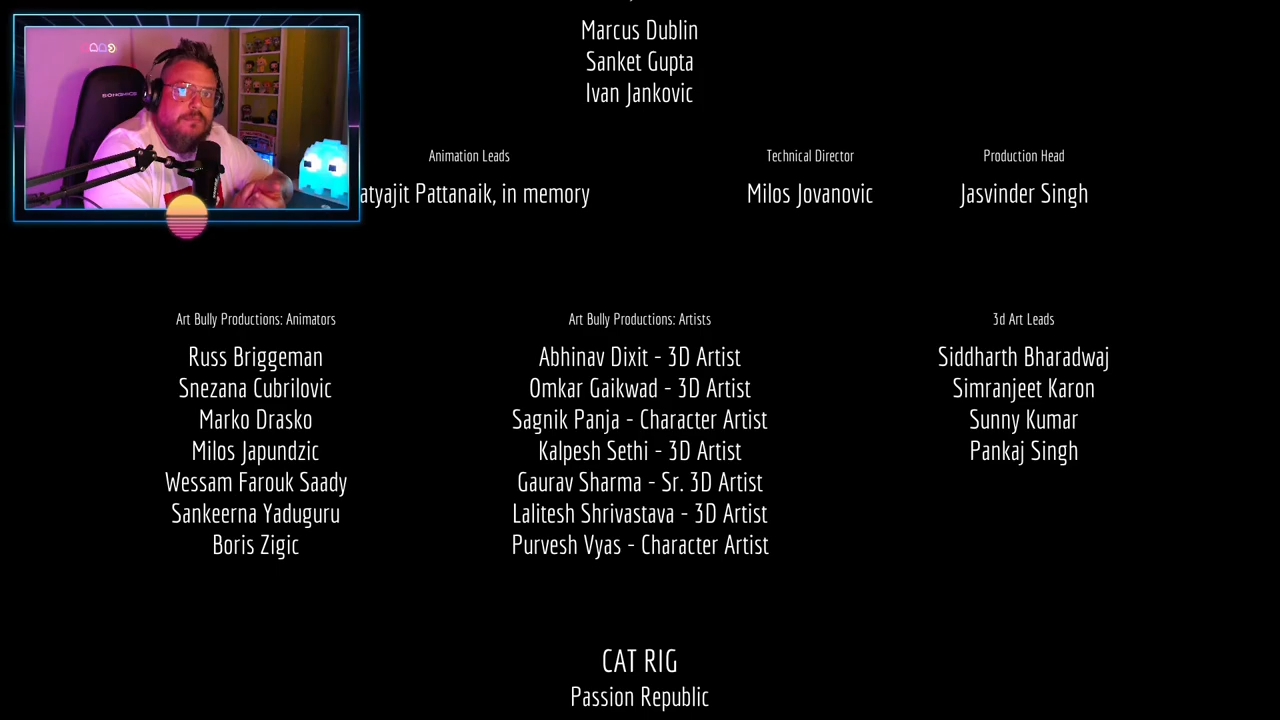 Marcus Dublin
Sanket Gupta
Ivan Jankovic
Animation Leads
Technical Director
Production Head
atyajit Pattanaik, in memory
Milos Jovanovic
Jasvinder Singh
Art Bully Productions: Animators
Russ Briggeman
Snezana Cubrilovic
Marko Drasko
Milos Japundzic
Wessam Farouk Saady
Sankeerna Yaduguru
Boris Zigic
Art Bully Productions: Artists
Abhinav Dixit - 3D Artist
Omkar Gaikwad - 3D Artist
Sagnik Panja - Character Artist
Kalpesh Sethi - 3D Artist
Gaurav Sharma - Sr. 3D Artist
Lalitesh Shrivastava - 3D Artist
Purvesh Vyas - Character Artist
3d Art Leads
Siddharth Bharadwaj
Simranjeet Karon
Sunny Kumar
Pankaj Singh
CAT RIG
Passion Republic
SONGMICS